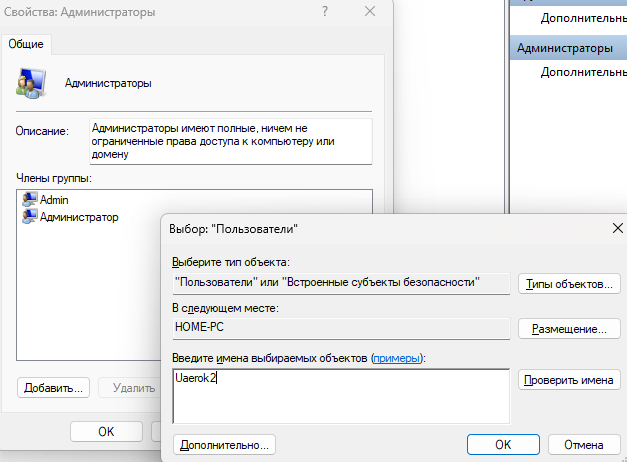 Свойства: Администраторы
Общие
Администраторы
Описание:
Администраторы имеют полные, ничем не
ограниченные права доступа к компьютеру или
домену
Члены группы:
Admin
Администратор
Добавить...
Удалить
OK
Выбор: "Пользователи"
Выберите тип объекта:
"Пользователи" или "Встроенные субъекты безопасности"
Типы объектов...
В следующем месте:
HOME-PC
Размещение...
Введите имена выбираемых объектов (примеры):
Uaerok2
Проверить имена
Дополнительно...
OK
Отмена
Дополнительнь
Администраторы
Дополнительнь